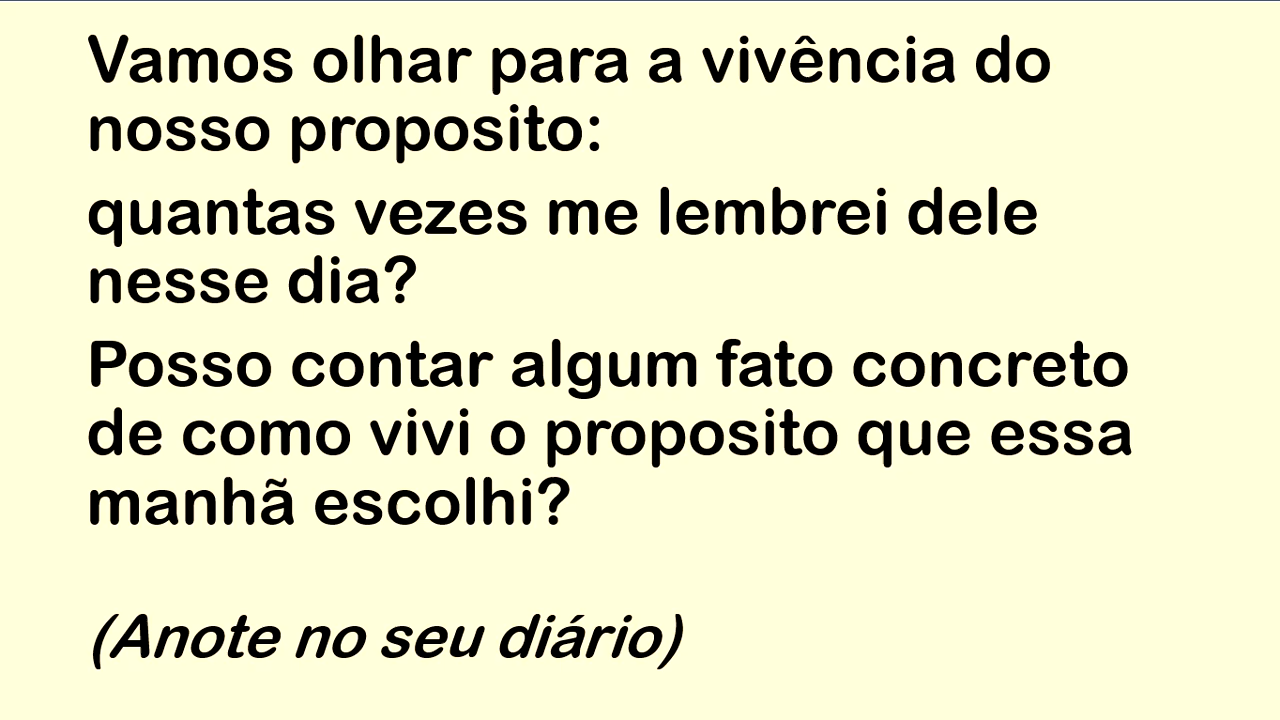 Vamos olhar para a vivência do
nosso proposito:
quantas vezes me lembrei dele
nesse dia?
Posso contar algum fato concreto
de como vivi o proposito que essa
manhã escolhi?
(Anote no seu diário)